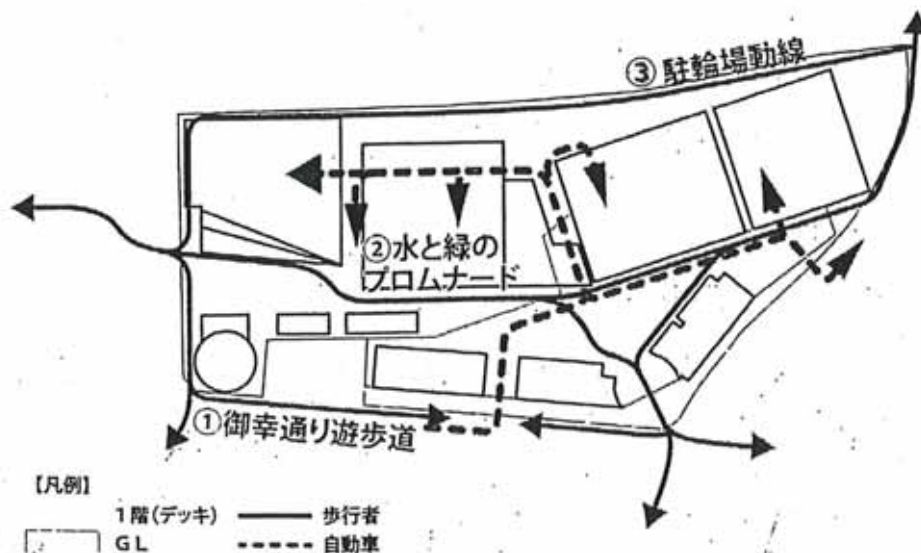 ③駐輪場動線
②水と緑の
プロムナード
①御幸通り遊歩道
【凡例】
1階(デッキ) 歩行者
GL 自動車